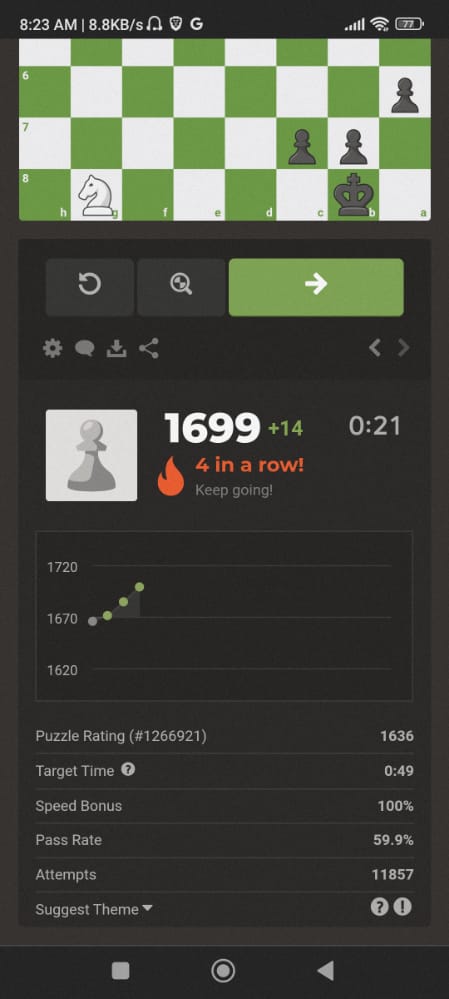 8:23 AM | 8.8KB/s G 77
6
7
8
h g f e d c b a
1699 +14 0:21
4 in a row!
Keep going!
1720
1670
1620
Puzzle Rating (#1266921) 1636
Target Time ? 0:49
Speed Bonus 100%
Pass Rate 59.9%
Attempts 11857
Suggest Theme ? !